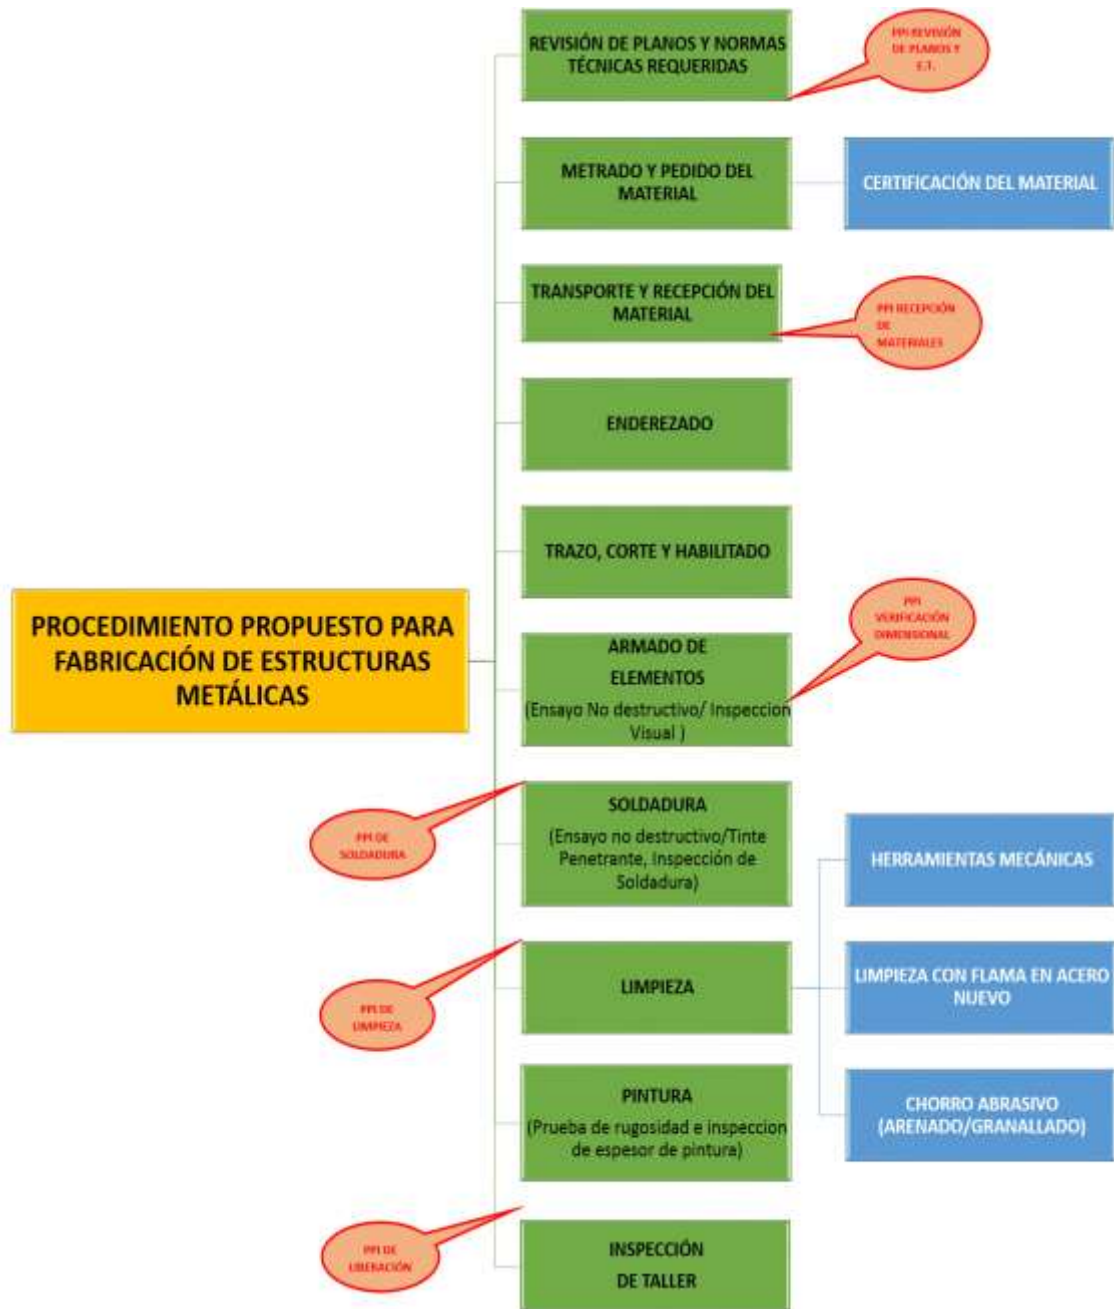 REVISIÓN DE PLANOS Y NORMAS
TÉCNICAS REQUERIDAS
PPI REVISIÓN
DE PLANOS Y
E.T.
METRADO Y PEDIDO DEL
MATERIAL
CERTIFICACIÓN DEL MATERIAL
TRANSPORTE Y RECEPCIÓN DEL
MATERIAL
PPI RECEPCIÓN
DE
MATERIALES
ENDEREZADO
TRAZO, CORTE Y HABILITADO
PROCEDIMIENTO PROPUESTO PARA
FABRICACIÓN DE ESTRUCTURAS
METÁLICAS
PPI
VERIFICACIÓN
DIMENSIONAL
ARMADO DE
ELEMENTOS
(Ensayo No destructivo/ Inspeccion
Visual )
PPI DE
SOLDADURA
SOLDADURA
(Ensayo no destructivo/Tinte
Penetrante, Inspección de
Soldadura)
HERRAMIENTAS MECÁNICAS
PPI DE
LIMPIEZA
LIMPIEZA
LIMPIEZA CON FLAMA EN ACERO
NUEVO
PINTURA
(Prueba de rugosidad e inspeccion
de espesor de pintura)
CHORRO ABRASIVO
(ARENADO/GRANALLADO)
PPI DE
LIBERACIÓN
INSPECCIÓN
DE TALLER